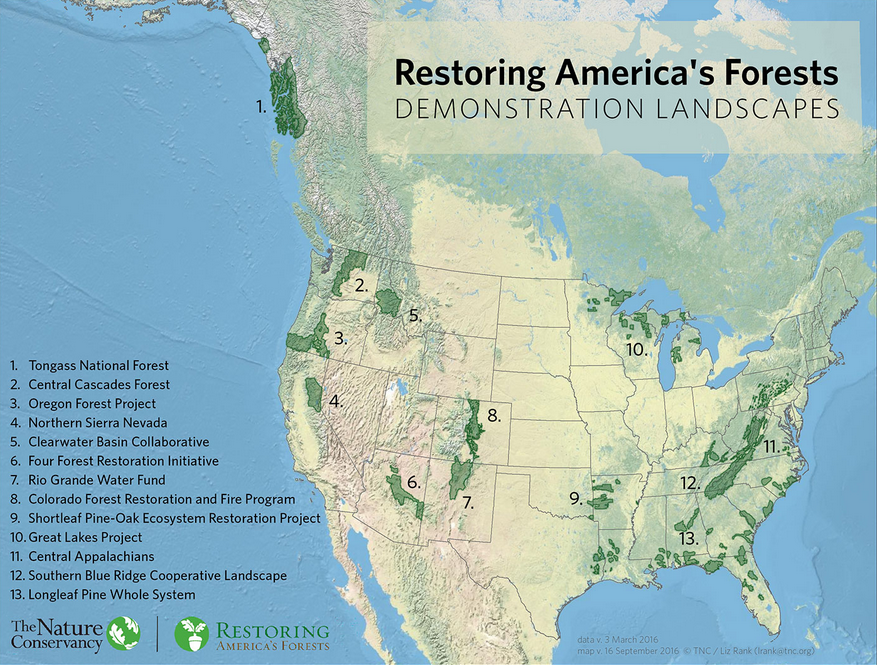 Restoring America's Forests
DEMONSTRATION LANDSCAPES
1.
2.
5.
3.
10.
4.
8.
11.
6.
12.
7.
9.
13.
1. Tongass National Forest
2. Central Cascades Forest
3. Oregon Forest Project
4. Northern Sierra Nevada
5. Clearwater Basin Collaborative
6. Four Forest Restoration Initiative
7. Rio Grande Water Fund
8. Colorado Forest Restoration and Fire Program
9. Shortleaf Pine-Oak Ecosystem Restoration Project
10. Great Lakes Project
11. Central Appalachians
12. Southern Blue Ridge Cooperative Landscape
13. Longleaf Pine Whole System
The Nature
Conservancy
RESTORING
AMERICA'S FORESTS
data v. 3 March 2016
map v. 16 September 2016 © TNC / Liz Rank (lrank@tnc.org)